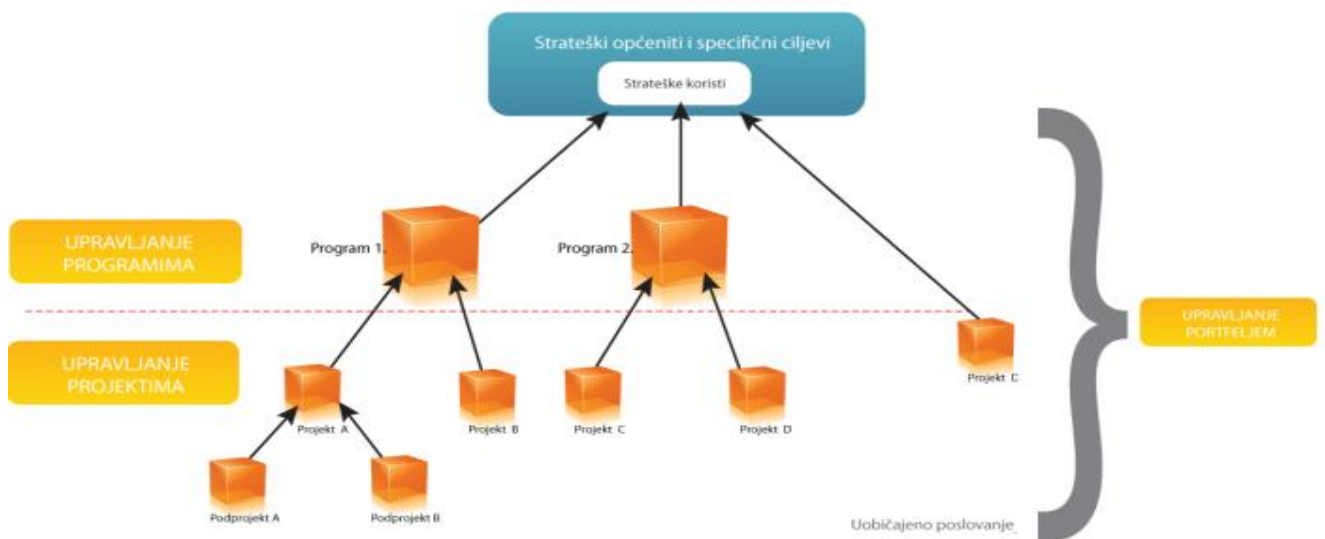 Strateški općeniti i specifični ciljevi
Strateške koristi
UPRAVLJANJE
PROGRAMIMA
Program 1.
Program 2.
UPRAVLJANJE
PORTFELJEM
UPRAVLJANJE
PROJEKTIMA
Projekt A
Projekt B
Projekt C
Projekt D
Projekt C
Podprojekt A
Podprojekt B
Uobičajeno poslovanje